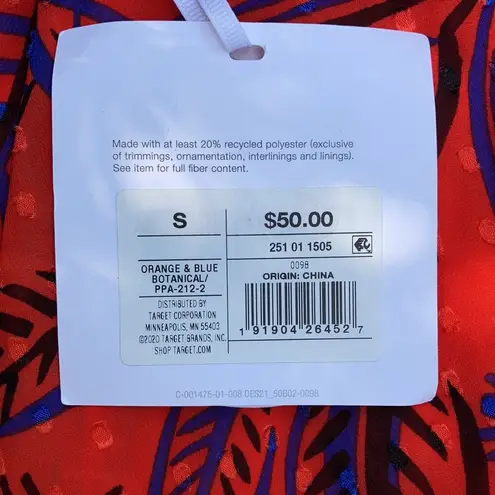 Made with at least 20% recycled polyester (exclusive
of trimmings, ornamentation, interlinings and linings).
See item for full fiber content.
S
$50.00
251 01 1505
ORANGE & BLUE
BOTANICAL/
PPA-212-2
0098
ORIGIN: CHINA
DISTRIBUTED BY
TARGET CORPORATION
MINNEAPOLIS, MN 55403
©2020 TARGET BRANDS, INC.
SHOP TARGET.COM
1 91904 26452 7
C-001475-01-008 DES21_50B02-0098